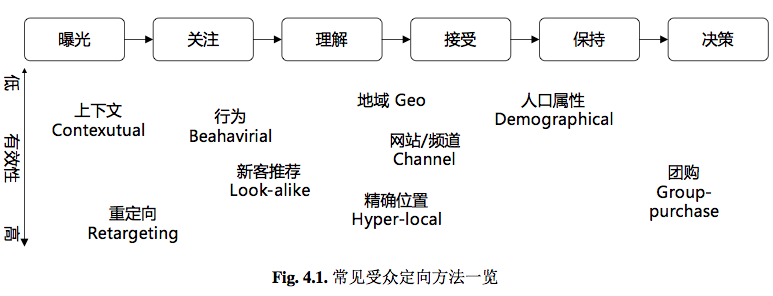 曝光
关注
理解
接受
保持
决策
低
有效性
高
上下文
Contexutual
行为
Beahavirial
地域 Geo
人口属性
Demographical
网站/频道
Channel
新客推荐
Look-alike
团购
Group-
purchase
重定向
Retargeting
精确位置
Hyper-local
Fig. 4.1. 常见受众定向方法一览